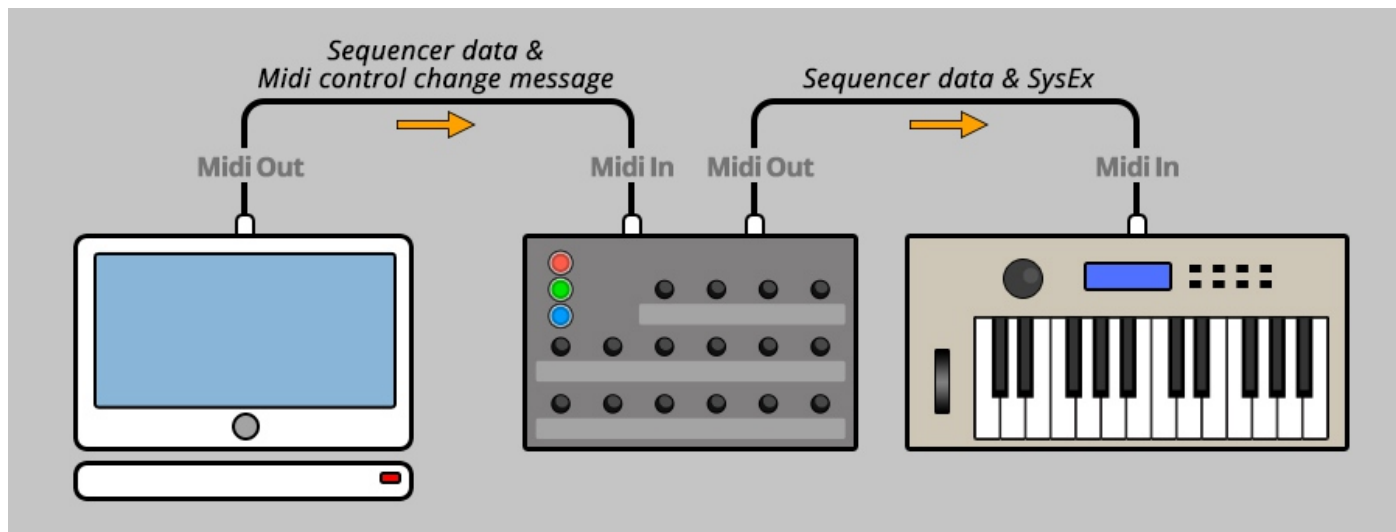 Sequencer data &
Midi control change message
Sequencer data & SysEx
Midi Out
Midi In
Midi Out
Midi In